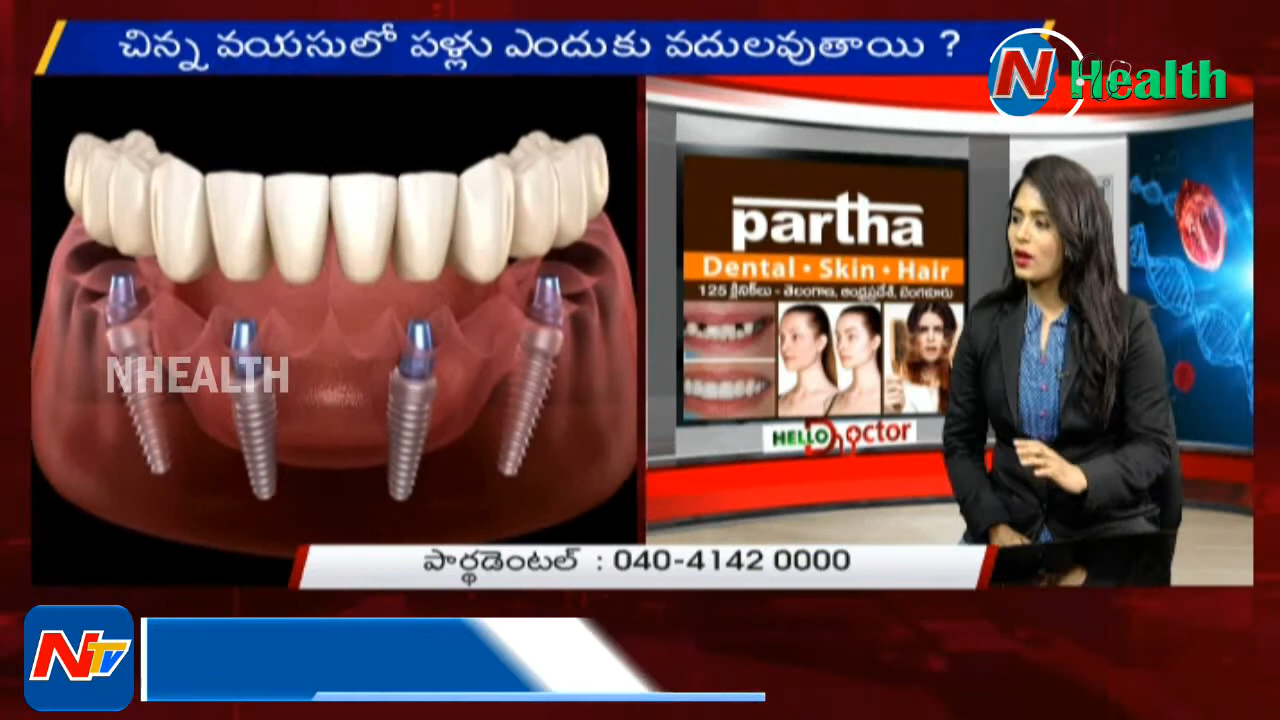 చిన్న వయసులో పళ్లు ఎందుకు వదులవుతాయి ?
N Health
partha
Dental • Skin • Hair
125 క్లినిక్‌లు - తెలంగాణ, ఆంధ్రప్రదేశ్, బెంగళూరు
NHEALTH
HELLO Doctor
పార్థడెంటల్ : 040-4142 0000
NTV